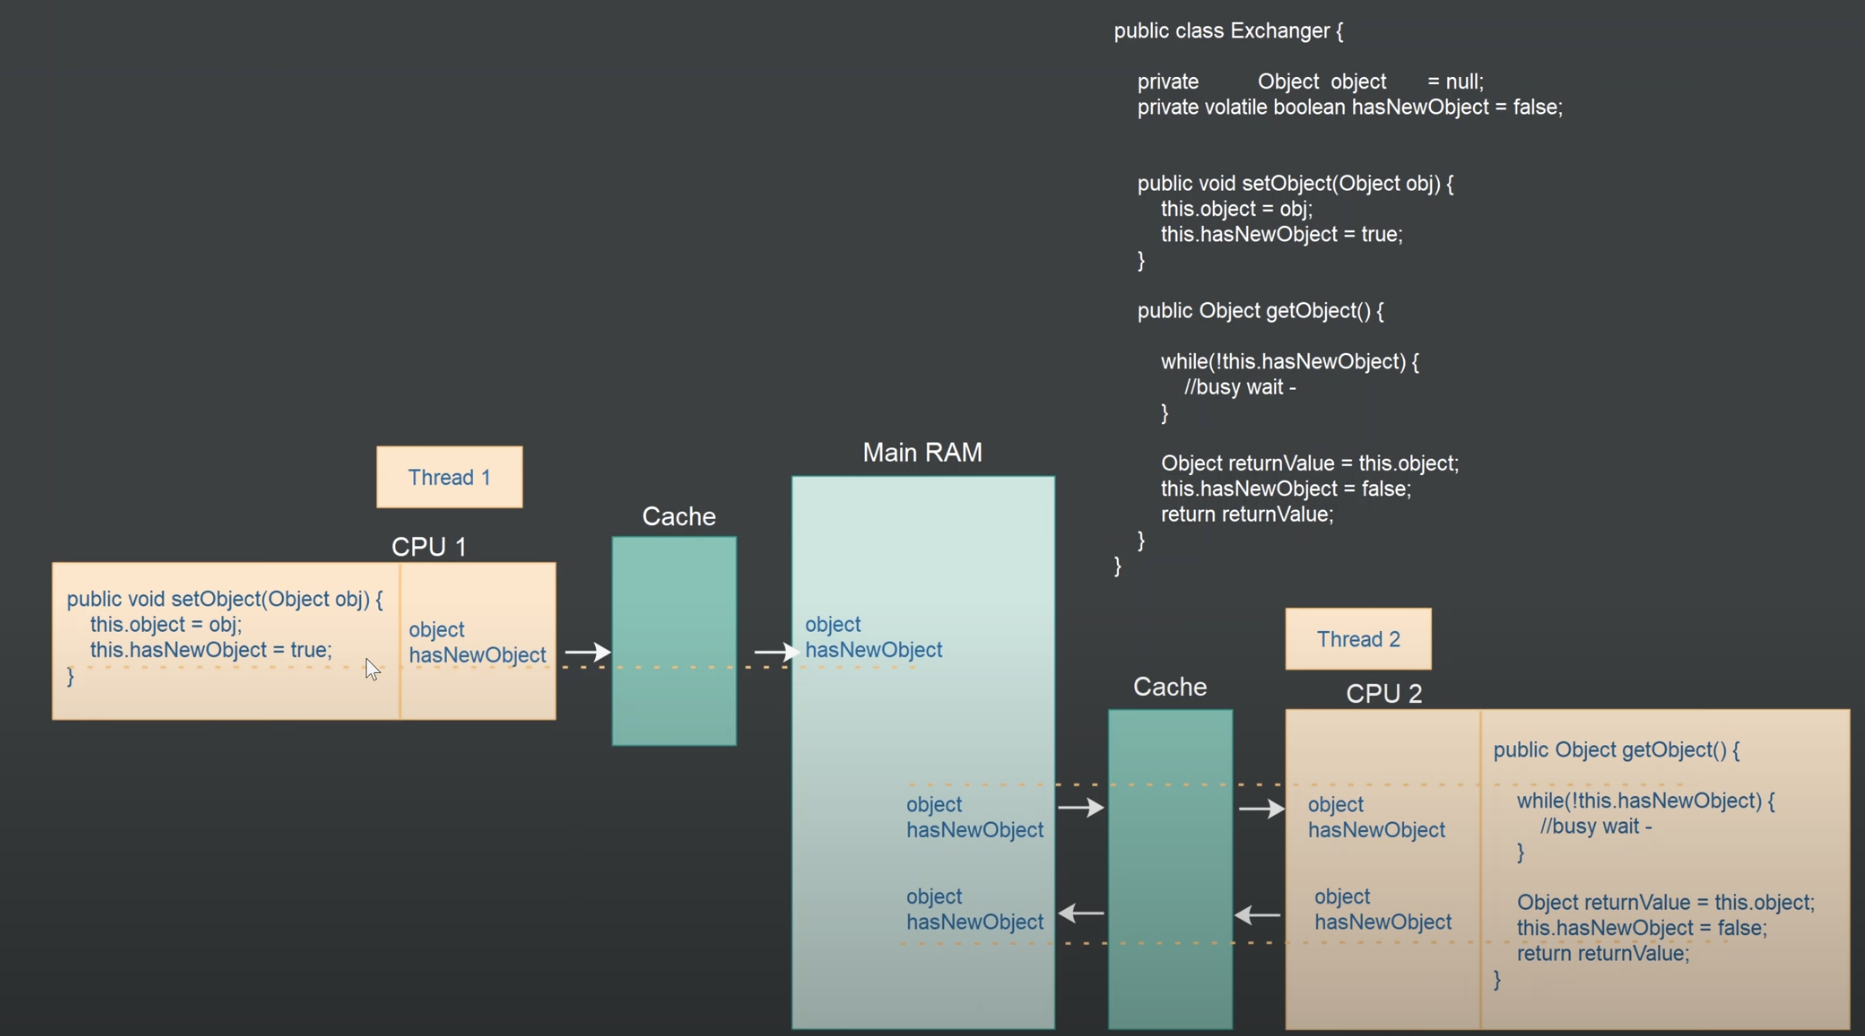 public class Exchanger {
private Object object = null;
private volatile boolean hasNewObject = false;
public void setObject(Object obj) {
this.object = obj;
this.hasNewObject = true;
}
public Object getObject() {
while(!this.hasNewObject) {
//busy wait -
}
Object returnValue = this.object;
this.hasNewObject = false;
return returnValue;
}
}
Thread 1
CPU 1
public void setObject(Object obj) {
this.object = obj;
this.hasNewObject = true;
}
object
hasNewObject
Cache
Main RAM
object
hasNewObject
object
hasNewObject
object
hasNewObject
Cache
Thread 2
CPU 2
object
hasNewObject
object
hasNewObject
public Object getObject() {
while(!this.hasNewObject) {
//busy wait -
}
Object returnValue = this.object;
this.hasNewObject = false;
return returnValue;
}